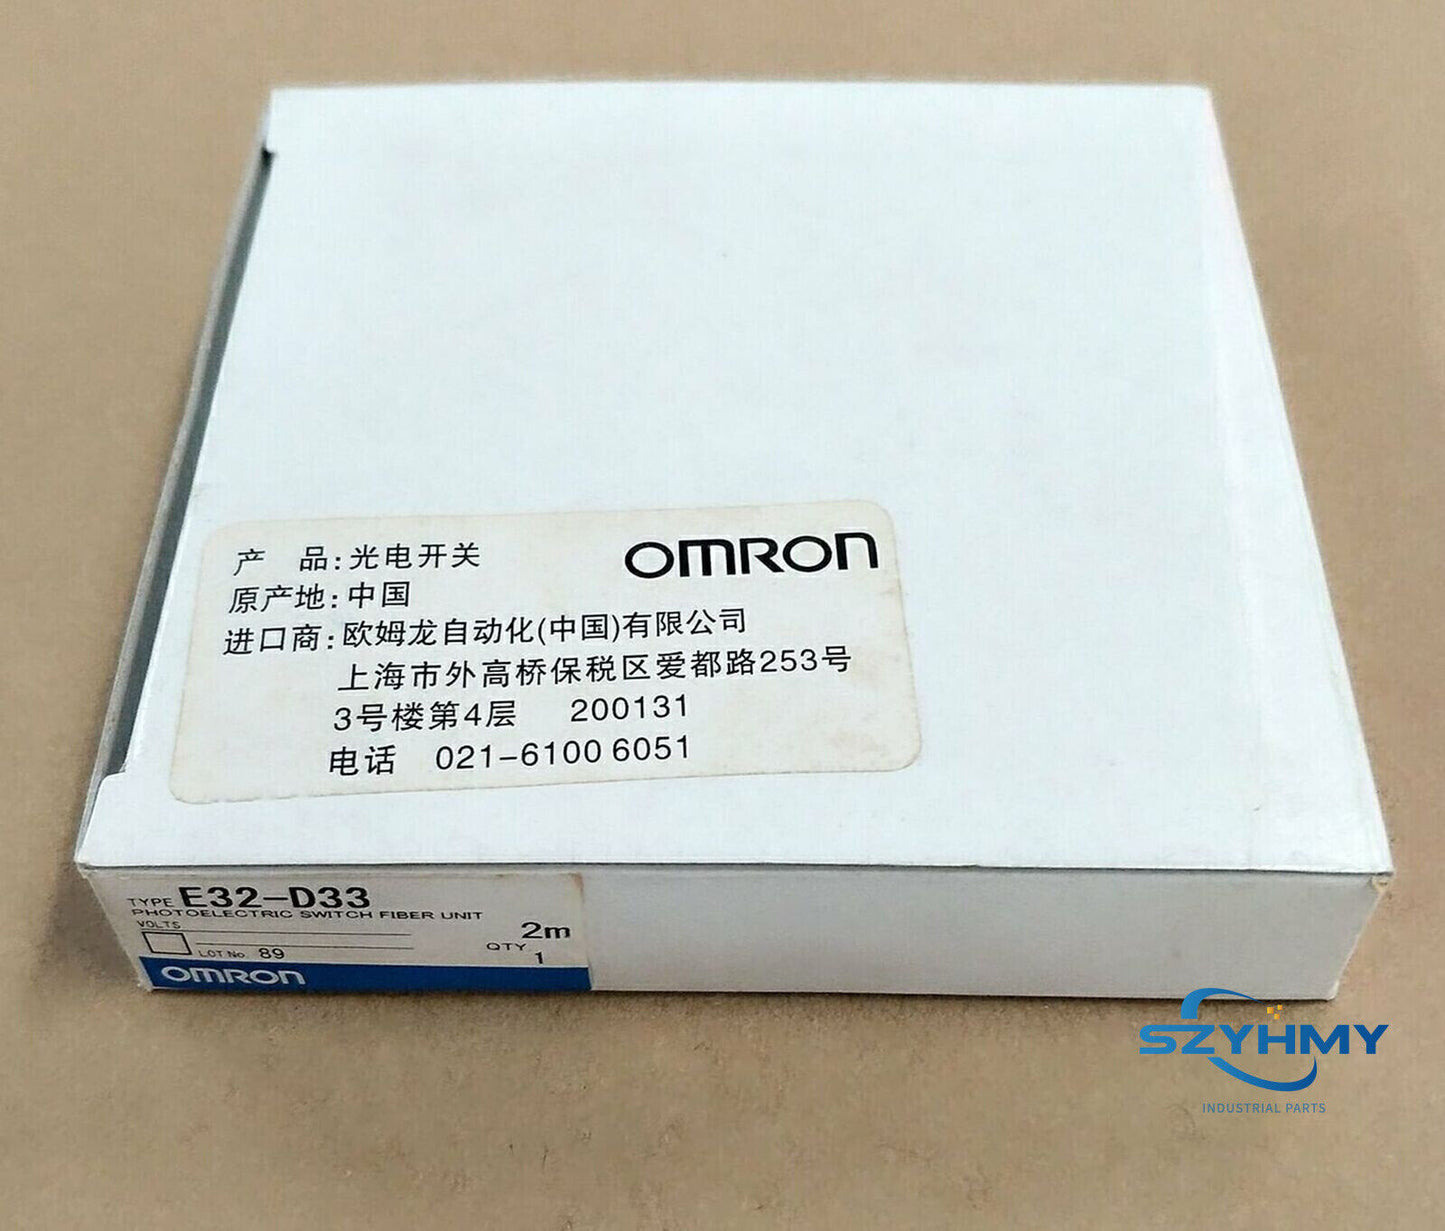 产 品:光电开关
OMRON
原产地:中国
进口商:欧姆龙自动化(中国)有限公司
上海市外高桥保税区爱都路253号
3号楼第4层 200131
电话 021-6100 6051
TYPE E32-D33
PHOTOELECTRIC SWITCH FIBER UNIT
VOLTS
2m
LOT No. 89
QTY. 1
OMRON
SZYHMY
INDUSTRIAL PARTS